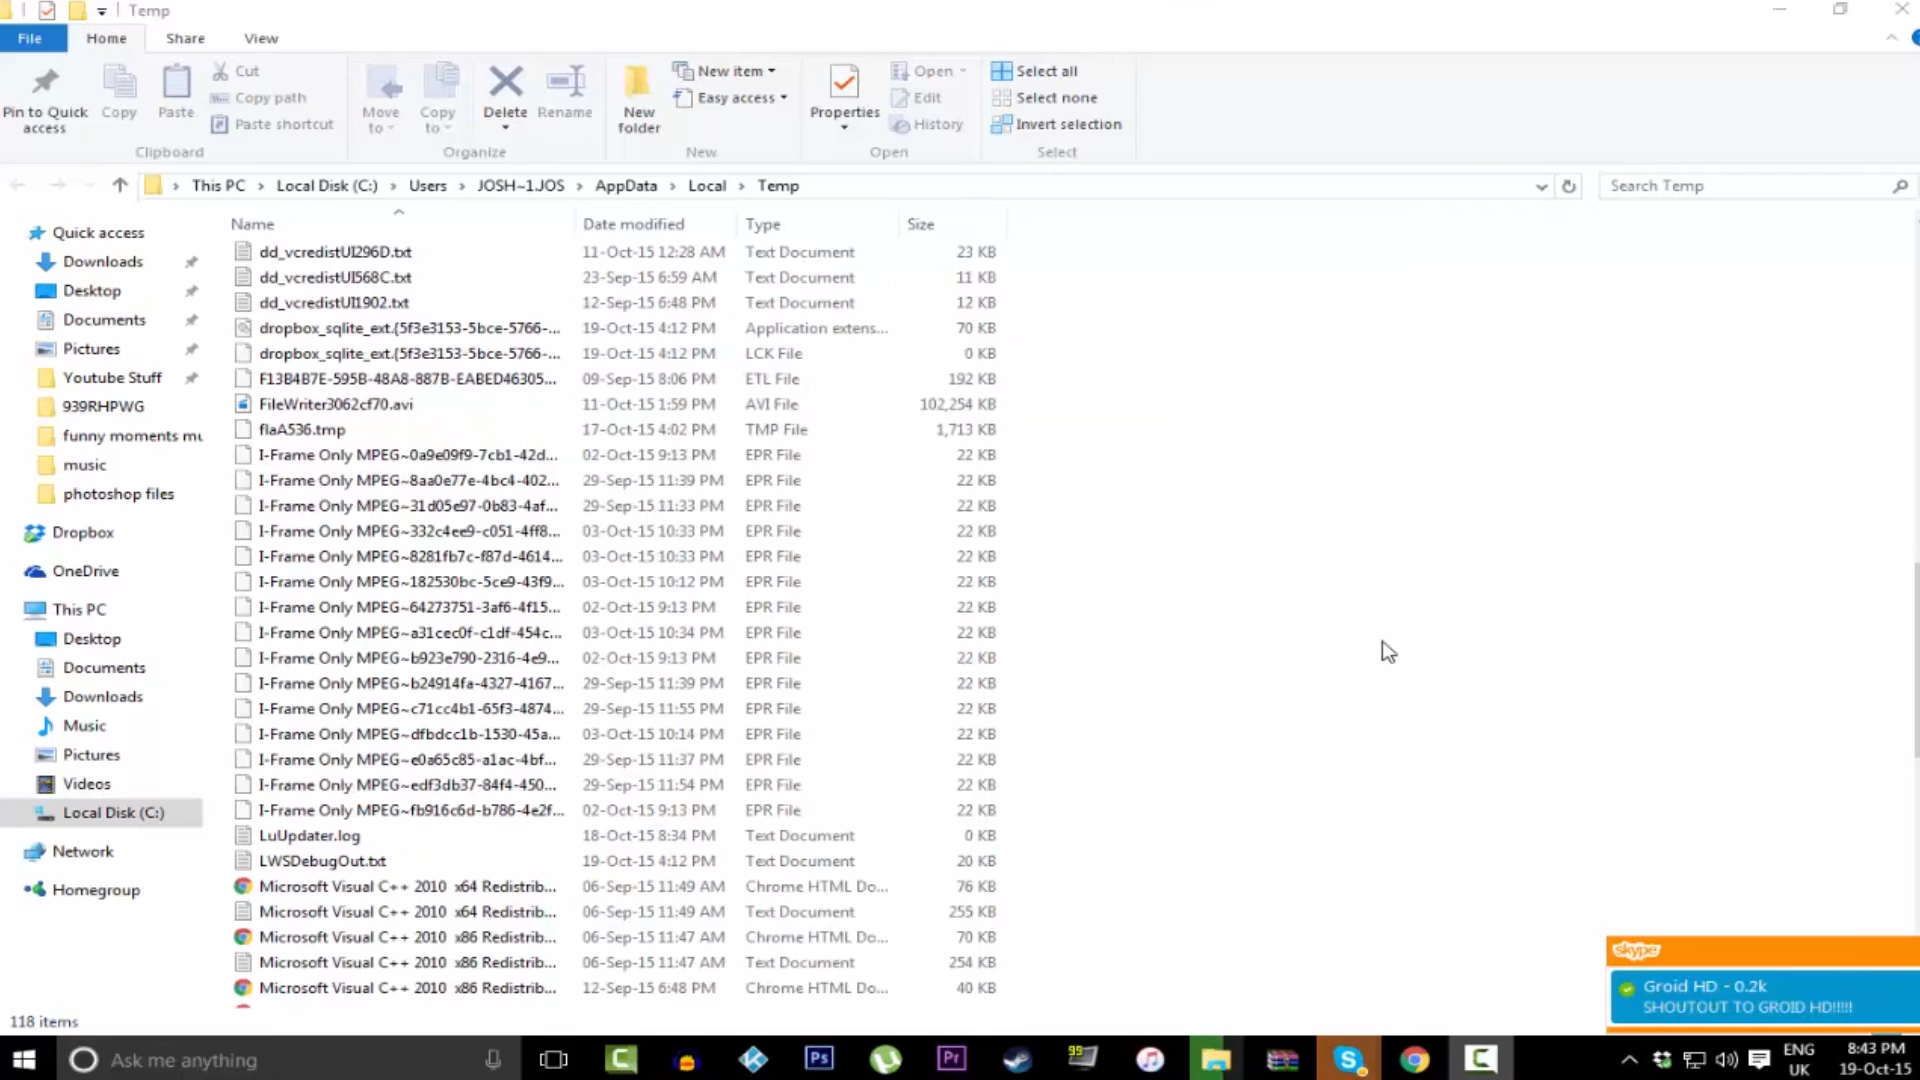 Temp
File Home Share View
Pin to Quick access
Copy
Paste
Cut
Copy path
Paste shortcut
Clipboard
Move to
Copy to
Delete
Rename
Organize
New folder
New item
Easy access
New
Properties
Open
Edit
History
Open
Select all
Select none
Invert selection
Select
This PC › Local Disk (C:) › Users › JOSH~1.JOS › AppData › Local › Temp
Search Temp
Quick access
Downloads
Desktop
Documents
Pictures
Youtube Stuff
939RHPWG
funny moments mu
music
photoshop files
Dropbox
OneDrive
This PC
Desktop
Documents
Downloads
Music
Pictures
Videos
Local Disk (C:)
Network
Homegroup
Name Date modified Type Size
dd_vcredistUI296D.txt 11-Oct-15 12:28 AM Text Document 23 KB
dd_vcredistUI568C.txt 23-Sep-15 6:59 AM Text Document 11 KB
dd_vcredistUI1902.txt 12-Sep-15 6:48 PM Text Document 12 KB
dropbox_sqlite_ext.{5f3e3153-5bce-5766-... 19-Oct-15 4:12 PM Application extens... 70 KB
dropbox_sqlite_ext.{5f3e3153-5bce-5766-... 19-Oct-15 4:12 PM LCK File 0 KB
F13B4B7E-595B-48A8-887B-EABED46305... 09-Sep-15 8:06 PM ETL File 192 KB
FileWriter3062cf70.avi 11-Oct-15 1:59 PM AVI File 102,254 KB
flaA536.tmp 17-Oct-15 4:02 PM TMP File 1,713 KB
I-Frame Only MPEG~0a9e09f9-7cb1-42d... 02-Oct-15 9:13 PM EPR File 22 KB
I-Frame Only MPEG~8aa0e77e-4bc4-402... 29-Sep-15 11:39 PM EPR File 22 KB
I-Frame Only MPEG~31d05e97-0b83-4af... 29-Sep-15 11:33 PM EPR File 22 KB
I-Frame Only MPEG~332c4ee9-c051-4ff8... 03-Oct-15 10:33 PM EPR File 22 KB
I-Frame Only MPEG~8281fb7c-f87d-4614... 03-Oct-15 10:33 PM EPR File 22 KB
I-Frame Only MPEG~182530bc-5ce9-43f9... 03-Oct-15 10:12 PM EPR File 22 KB
I-Frame Only MPEG~64273751-3af6-4f15... 02-Oct-15 9:13 PM EPR File 22 KB
I-Frame Only MPEG~a31cec0f-c1df-454c... 03-Oct-15 10:34 PM EPR File 22 KB
I-Frame Only MPEG~b923e790-2316-4e9... 02-Oct-15 9:13 PM EPR File 22 KB
I-Frame Only MPEG~b24914fa-4327-4167... 29-Sep-15 11:39 PM EPR File 22 KB
I-Frame Only MPEG~c71cc4b1-65f3-4874... 29-Sep-15 11:55 PM EPR File 22 KB
I-Frame Only MPEG~dfbdcc1b-1530-45a... 03-Oct-15 10:14 PM EPR File 22 KB
I-Frame Only MPEG~e0a65c85-a1ac-4bf... 29-Sep-15 11:37 PM EPR File 22 KB
I-Frame Only MPEG~edf3db37-84f4-450... 29-Sep-15 11:54 PM EPR File 22 KB
I-Frame Only MPEG~fb916c6d-b786-4e2f... 02-Oct-15 9:13 PM EPR File 22 KB
LuUpdater.log 18-Oct-15 8:34 PM Text Document 0 KB
LWSDebugOut.txt 19-Oct-15 4:12 PM Text Document 20 KB
Microsoft Visual C++ 2010 x64 Redistrib... 06-Sep-15 11:49 AM Chrome HTML Do... 76 KB
Microsoft Visual C++ 2010 x64 Redistrib... 06-Sep-15 11:49 AM Text Document 255 KB
Microsoft Visual C++ 2010 x86 Redistrib... 06-Sep-15 11:47 AM Chrome HTML Do... 70 KB
Microsoft Visual C++ 2010 x86 Redistrib... 06-Sep-15 11:47 AM Text Document 254 KB
Microsoft Visual C++ 2010 x86 Redistrib... 12-Sep-15 6:48 PM Chrome HTML Do... 40 KB
skype
Groid HD - 0.2k
SHOUTOUT TO GROID HD!!!!!
118 items
Ask me anything
Ps
Pr
99
ENG
UK
8:43 PM
19-Oct-15